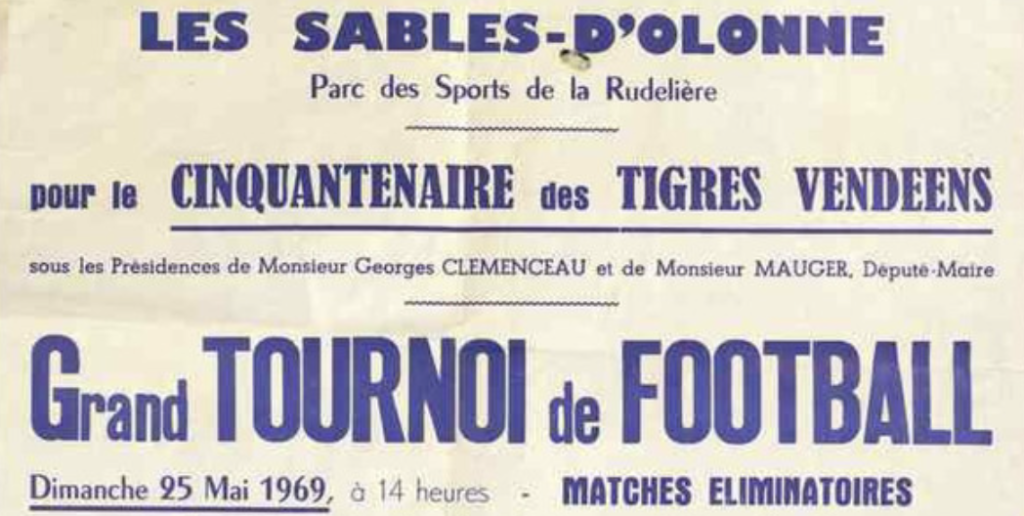 LES SABLES-D'OLONNE
Parc des Sports de la Rudelière
pour le CINQUANTENAIRE des TIGRES VENDEENS
sous les Présidences de Monsieur Georges CLEMENCEAU et de Monsieur MAUGER, Député-Maire
Grand TOURNOI de FOOTBALL
Dimanche 25 Mai 1969, à 14 heures - MATCHES ELIMINATOIRES